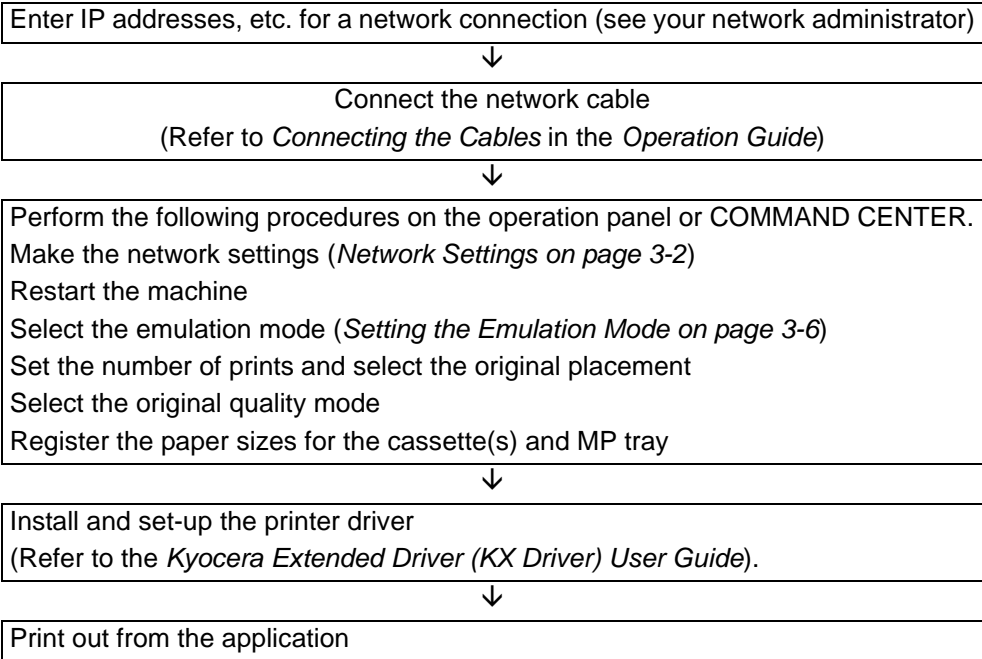 Enter IP addresses, etc. for a network connection (see your network administrator)
Connect the network cable
(Refer to Connecting the Cables in the Operation Guide)
Perform the following procedures on the operation panel or COMMAND CENTER.
Make the network settings (Network Settings on page 3-2)
Restart the machine
Select the emulation mode (Setting the Emulation Mode on page 3-6)
Set the number of prints and select the original placement
Select the original quality mode
Register the paper sizes for the cassette(s) and MP tray
Install and set-up the printer driver
(Refer to the Kyocera Extended Driver (KX Driver) User Guide).
Print out from the application